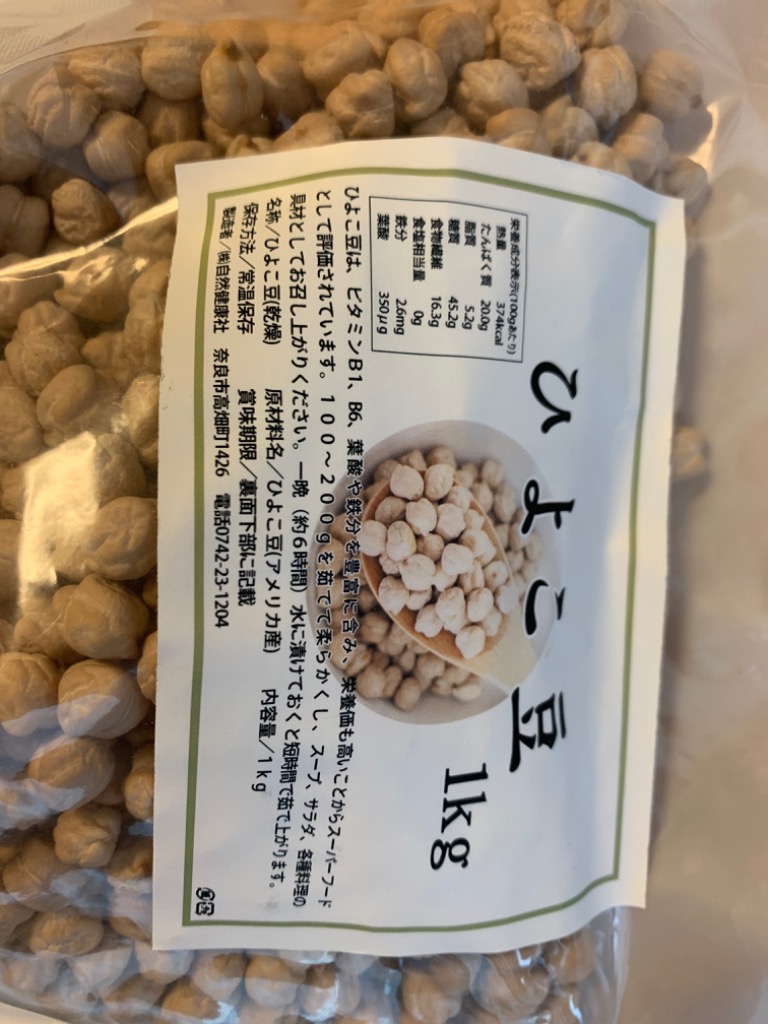 ひよこ豆
1kg
栄養成分表示(100gあたり)
熱量 374kcal
たんぱく質 20.0g
脂質 5.2g
糖質 45.2g
食物繊維 16.3g
食塩相当量 0g
鉄分 2.6mg
葉酸 350μg
ひよこ豆は、ビタミンB1、B6、葉酸や鉄分を豊富に含み、栄養価も高いことからスーパーフード
として評価されています。100～200gを茹でて柔らかくし、スープ、サラダ、各種料理の
具材としてお召し上がりください。一晩（約6時間）水に漬けておくと短時間で茹で上がります。
名称/ひよこ豆(乾燥) 原材料名/ひよこ豆(アメリカ産) 内容量/1kg
保存方法/常温保存 賞味期限/裏面下部に記載
製造者/㈱自然健康社 奈良市高畑町1426 電話0742-23-1204